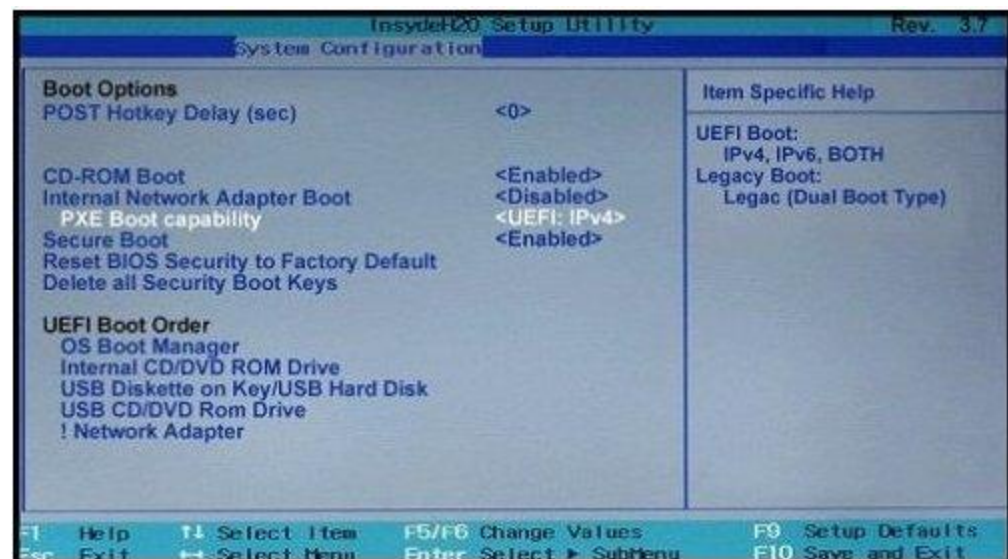 InsydeH20 Setup Utility Rev. 3.7
System Configuration
Boot Options
POST Hotkey Delay (sec) <0>
CD-ROM Boot <Enabled>
Internal Network Adapter Boot <Disabled>
PXE Boot capability <UEFI: IPv4>
Secure Boot <Enabled>
Reset BIOS Security to Factory Default
Delete all Security Boot Keys
UEFI Boot Order
OS Boot Manager
Internal CD/DVD ROM Drive
USB Diskette on Key/USB Hard Disk
USB CD/DVD Rom Drive
! Network Adapter
Item Specific Help
UEFI Boot:
IPv4, IPv6, BOTH
Legacy Boot:
Legac (Dual Boot Type)
F1 Help ↑↓ Select Item F5/F6 Change Values F9 Setup Defaults
Esc Exit ↔ Select Menu Enter Select ▶ SubMenu F10 Save and Exit